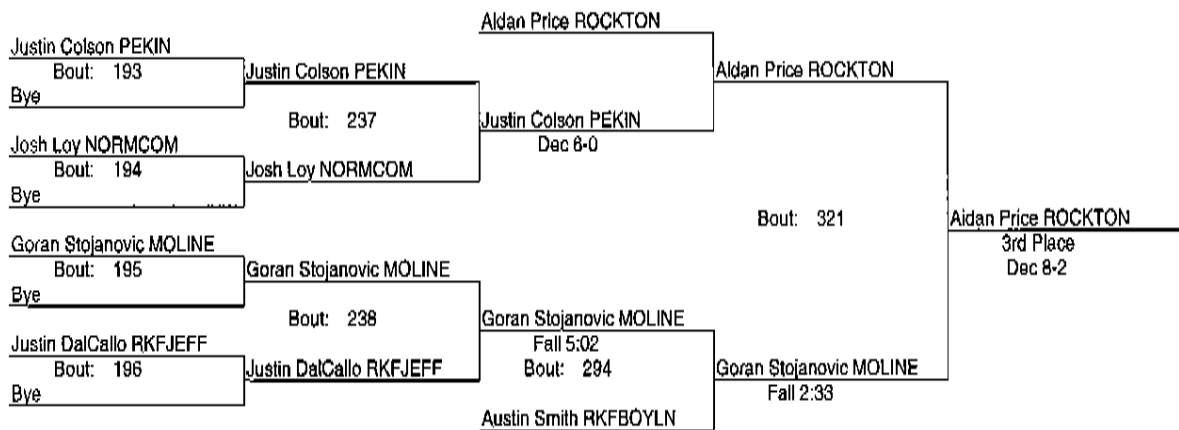 Aidan Price ROCKTON
Justin Colson PEKIN
Bout: 193
Bye
Justin Colson PEKIN
Aidan Price ROCKTON
Bout: 237
Justin Colson PEKIN
Dec 6-0
Josh Loy NORMCOM
Bout: 194
Bye
Josh Loy NORMCOM
Bout: 321
Aidan Price ROCKTON
3rd Place
Dec 8-2
Goran Stojanovic MOLINE
Bout: 195
Bye
Goran Stojanovic MOLINE
Bout: 238
Goran Stojanovic MOLINE
Fall 5:02
Bout: 294
Justin DalCallo RKFJEFF
Bout: 196
Bye
Justin DalCallo RKFJEFF
Goran Stojanovic MOLINE
Fall 2:33
Austin Smith RKFBOYLN